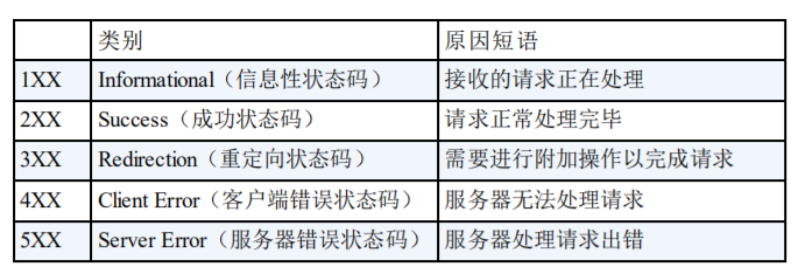 类别 原因短语
1XX Informational（信息性状态码） 接收的请求正在处理
2XX Success（成功状态码） 请求正常处理完毕
3XX Redirection（重定向状态码） 需要进行附加操作以完成请求
4XX Client Error（客户端错误状态码） 服务器无法处理请求
5XX Server Error（服务器错误状态码） 服务器处理请求出错